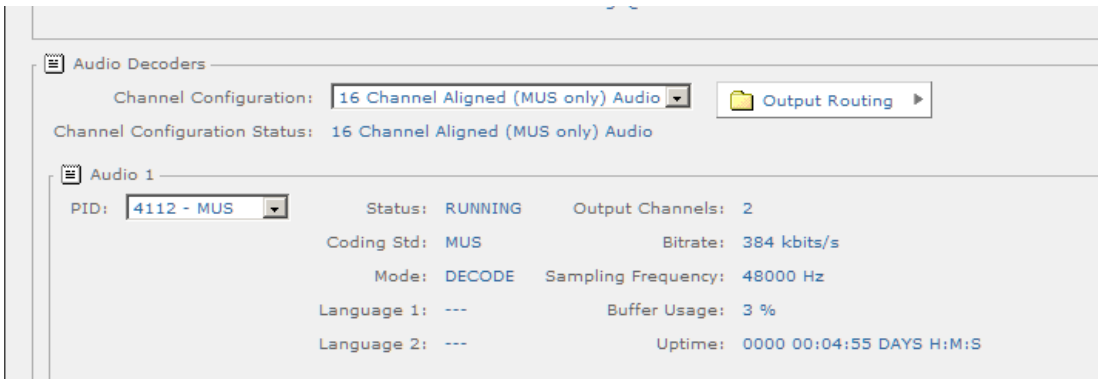 Audio Decoders
Channel Configuration: 16 Channel Aligned (MUS only) Audio Output Routing
Channel Configuration Status: 16 Channel Aligned (MUS only) Audio
Audio 1
PID: 4112 - MUS Status: RUNNING Output Channels: 2
Coding Std: MUS Bitrate: 384 kbits/s
Mode: DECODE Sampling Frequency: 48000 Hz
Language 1: --- Buffer Usage: 3 %
Language 2: --- Uptime: 0000 00:04:55 DAYS H:M:S